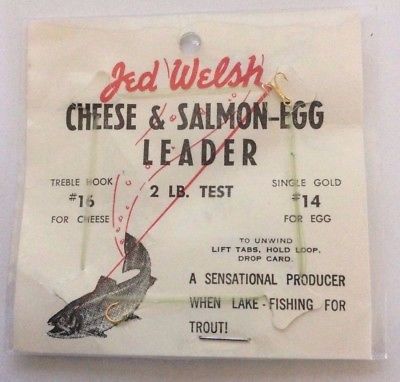 Jed Welsh
CHEESE & SALMON-EGG
LEADER
2 LB. TEST
TREBLE HOOK
#16
FOR CHEESE
SINGLE GOLD
#14
FOR EGG
TO UNWIND
LIFT TABS, HOLD LOOP,
DROP CARD.
A SENSATIONAL PRODUCER
WHEN LAKE-FISHING FOR
TROUT!